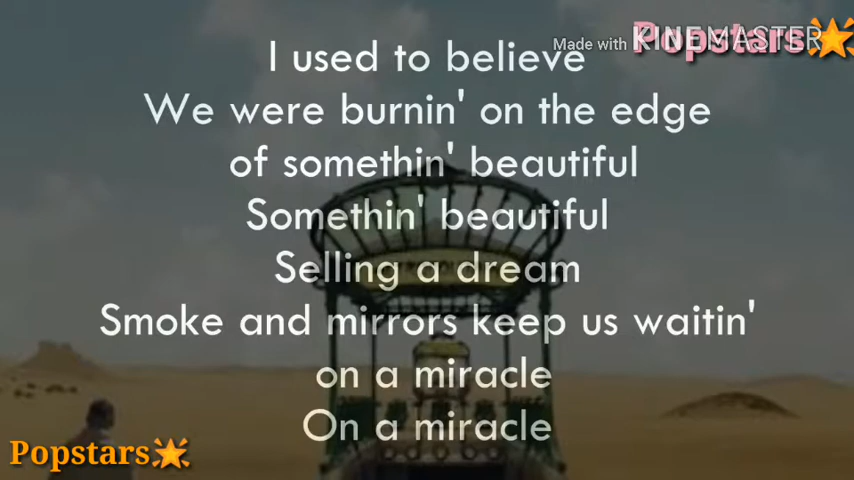 Made with KINEMASTER
Popstars🌟
I used to believe
We were burnin' on the edge
of somethin' beautiful
Somethin' beautiful
Selling a dream
Smoke and mirrors keep us waitin'
on a miracle
On a miracle
Popstars🌟